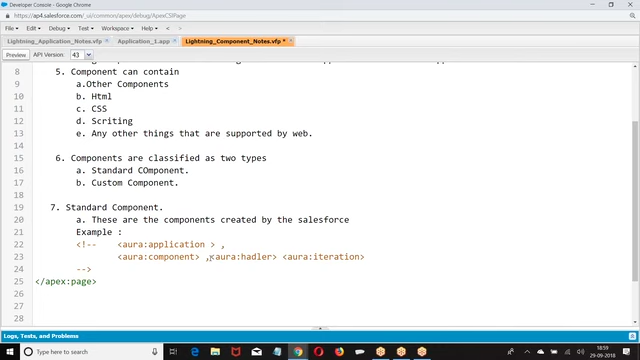 Developer Console - Google Chrome
https://ap4.salesforce.com/_ui/common/apex/debug/ApexCSIPage
File Edit Debug Test Workspace Help < >
Lightning_Application_Notes.vfp Application_1.app Lightning_Component_Notes.vfp *
Preview API Version: 43
8 5. Component can contain
9 a.Other Components
10 b. Html
11 c. CSS
12 d. Scriting
13 e. Any other things that are supported by web.
14
15 6. Components are classified as two types
16 a. Standard COmponent.
17 b. Custom Component.
18
19 7. Standard Component.
20 a. These are the components created by the salesforce
21 Example :
22 <!-- <aura:application > ,
23 <aura:component> ,<aura:hadler> <aura:iteration>
24 -->
25 </apex:page>
26
27
28
Logs, Tests, and Problems
Type here to search
18:59
29-09-2018